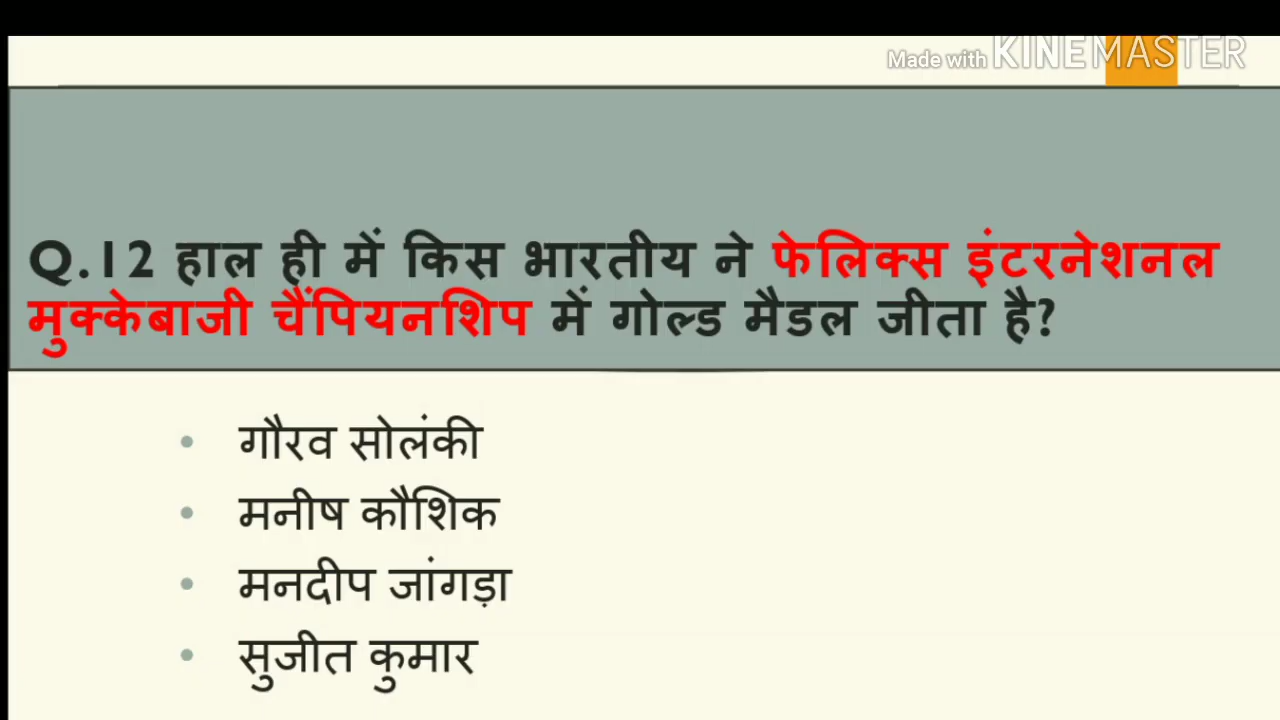 Made with KINEMASTER
Q.12 हाल ही में किस भारतीय ने फेलिक्स इंटरनेशनल
मुक्केबाजी चैंपियनशिप में गोल्ड मैडल जीता है?
• गौरव सोलंकी
• मनीष कौशिक
• मनदीप जांगड़ा
• सुजीत कुमार